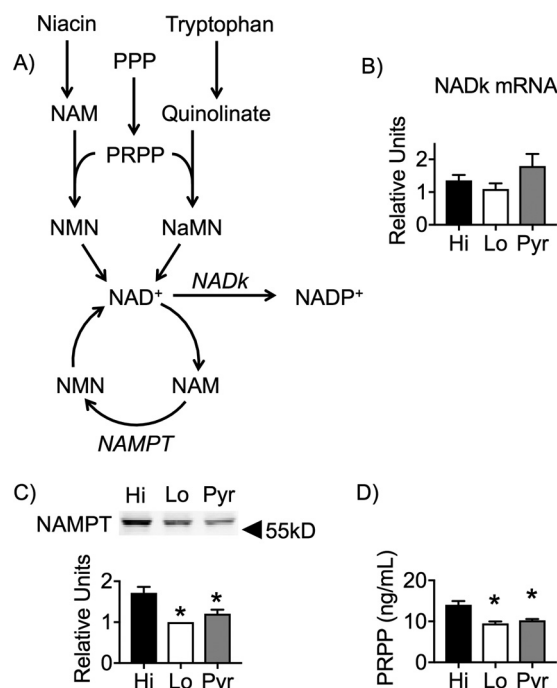 A)
Niacin
Tryptophan
PPP
NAM
Quinolinate
PRPP
NMN
NaMN
NAD+
NADk
NADP+
NMN
NAM
NAMPT
B)
NADk mRNA
Relative Units
2
1
0
Hi Lo Pyr
C)
Hi Lo Pyr
NAMPT
55kD
Relative Units
2
1
0
* *
Hi Lo Pyr
D)
PRPP (ng/mL)
20
10
0
* *
Hi Lo Pyr